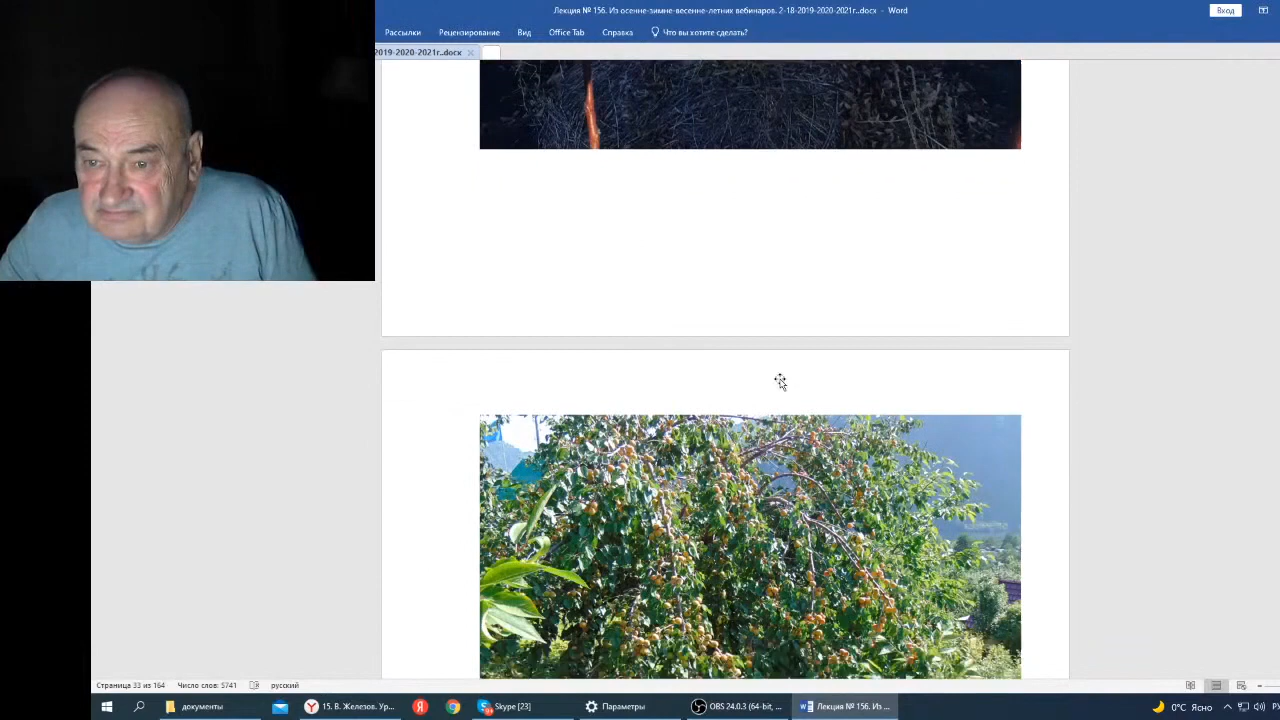 Лекция № 156. Из осенне-зимне-весенне-летних вебинаров. 2-18-2019-2020-2021г..docx - Word
Вход
Рассылки Рецензирование Вид Office Tab Справка Что вы хотите сделать?
2019-2020-2021г..docx
Страница 33 из 164 Число слов: 5741 русский
документы 15. В. Железов. Ур... Skype [23] Параметры OBS 24.0.3 (64-bit, ... Лекция № 156. Из ... 0°C Ясно